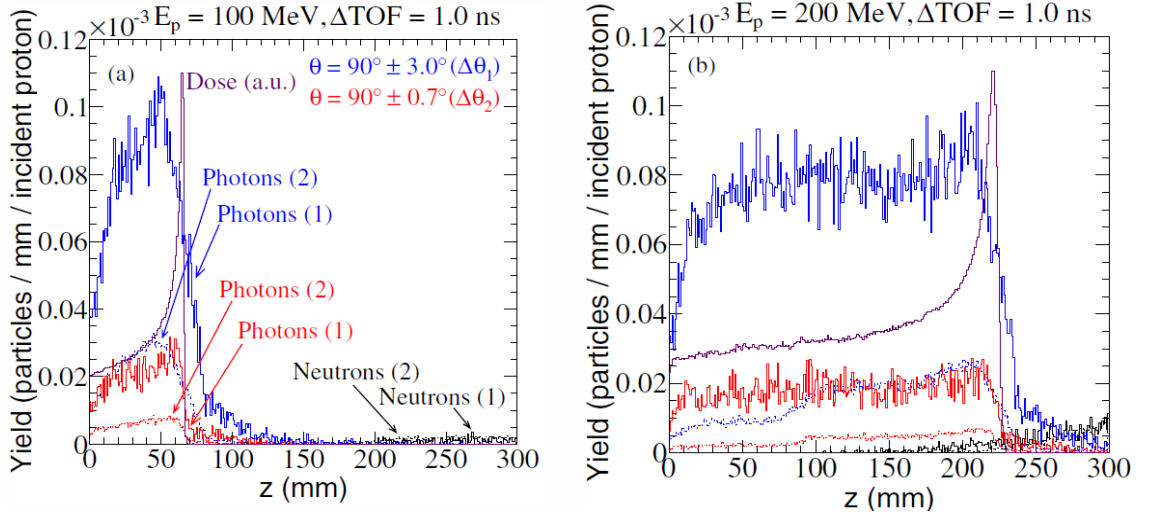 ×10⁻³ E_p = 100 MeV, ΔTOF = 1.0 ns
Yield (particles / mm / incident proton)
0.12
0.1
0.08
0.06
0.04
0.02
0
(a)
θ = 90° ± 3.0° (Δθ₁)
Dose (a.u.)
θ = 90° ± 0.7° (Δθ₂)
Photons (2)
Photons (1)
Photons (2)
Photons (1)
Neutrons (2)
Neutrons (1)
0 50 100 150 200 250 300
z (mm)
×10⁻³ E_p = 200 MeV, ΔTOF = 1.0 ns
Yield (particles / mm / incident proton)
0.12
0.1
0.08
0.06
0.04
0.02
0
(b)
0 50 100 150 200 250 300
z (mm)